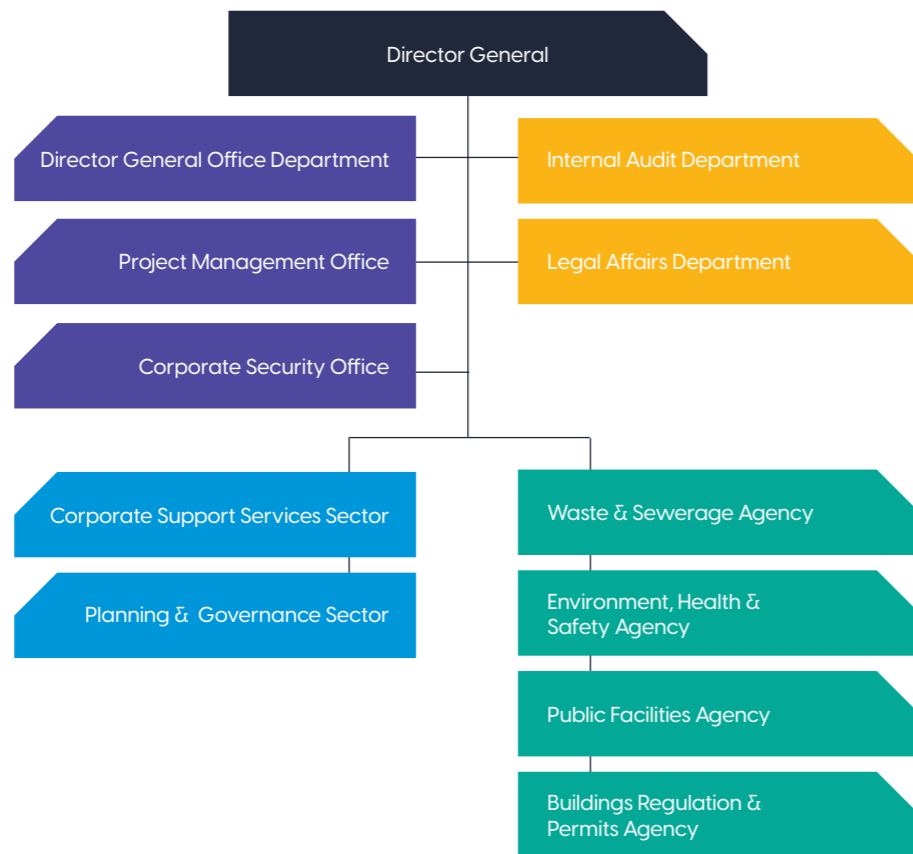 Director General
Director General Office Department
Internal Audit Department
Project Management Office
Legal Affairs Department
Corporate Security Office
Corporate Support Services Sector
Waste & Sewerage Agency
Planning & Governance Sector
Environment, Health &
Safety Agency
Public Facilities Agency
Buildings Regulation &
Permits Agency